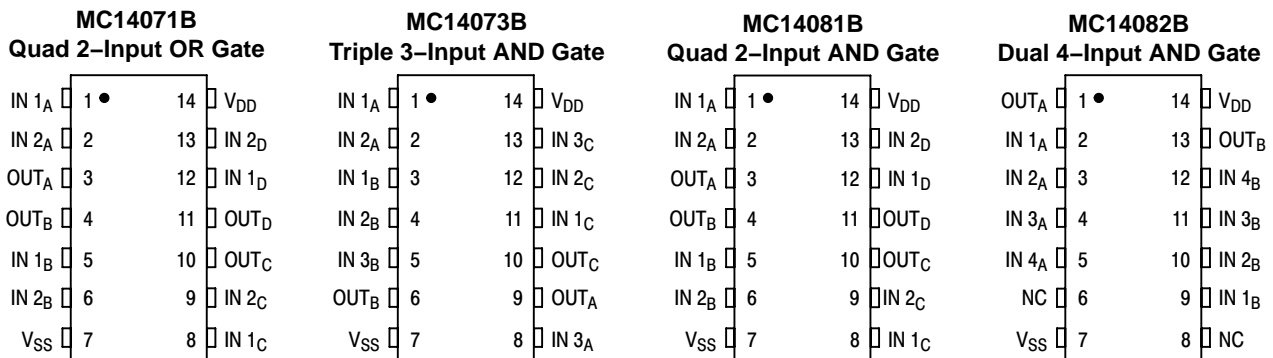 MC14071B
Quad 2–Input OR Gate
IN 1A 1 14 VDD
IN 2A 2 13 IN 2D
OUTA 3 12 IN 1D
OUTB 4 11 OUTD
IN 1B 5 10 OUTC
IN 2B 6 9 IN 2C
VSS 7 8 IN 1C
MC14073B
Triple 3–Input AND Gate
IN 1A 1 14 VDD
IN 2A 2 13 IN 3C
IN 1B 3 12 IN 2C
IN 2B 4 11 IN 1C
IN 3B 5 10 OUTC
OUTB 6 9 OUTA
VSS 7 8 IN 3A
MC14081B
Quad 2–Input AND Gate
IN 1A 1 14 VDD
IN 2A 2 13 IN 2D
OUTA 3 12 IN 1D
OUTB 4 11 OUTD
IN 1B 5 10 OUTC
IN 2B 6 9 IN 2C
VSS 7 8 IN 1C
MC14082B
Dual 4–Input AND Gate
OUTA 1 14 VDD
IN 1A 2 13 OUTB
IN 2A 3 12 IN 4B
IN 3A 4 11 IN 3B
IN 4A 5 10 IN 2B
NC 6 9 IN 1B
VSS 7 8 NC